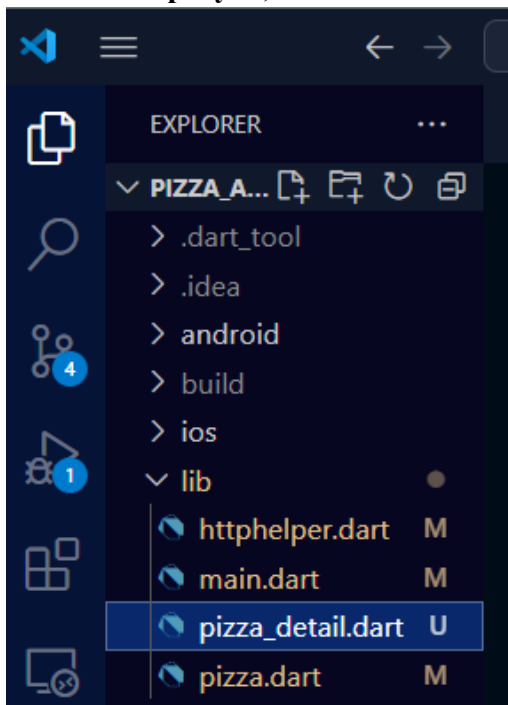 EXPLORER ...
PIZZA_A...
.dart_tool
.idea
android
4
build
ios
1
lib
httphelper.dart M
main.dart M
pizza_detail.dart U
pizza.dart M